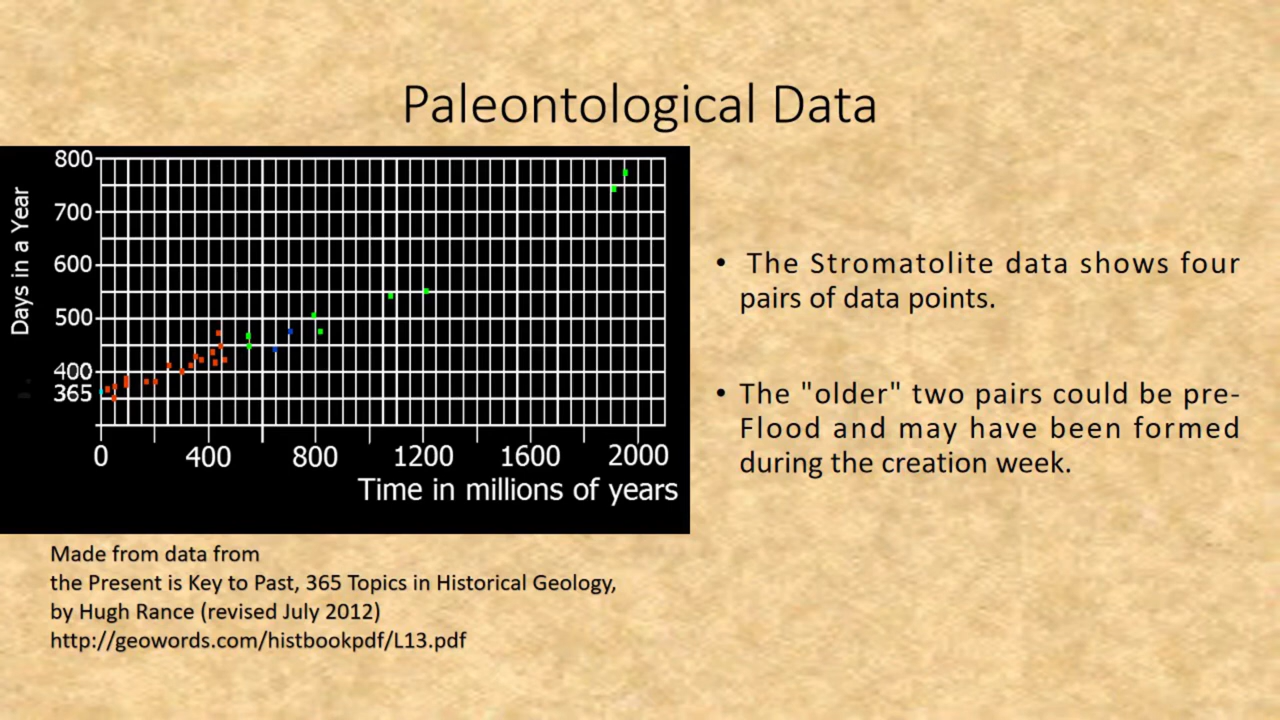 Paleontological Data
800
700
600
500
400
365
Days in a Year
0 400 800 1200 1600 2000
Time in millions of years
• The Stromatolite data shows four
pairs of data points.
• The "older" two pairs could be pre-
Flood and may have been formed
during the creation week.
Made from data from
the Present is Key to Past, 365 Topics in Historical Geology,
by Hugh Rance (revised July 2012)
http://geowords.com/histbookpdf/L13.pdf